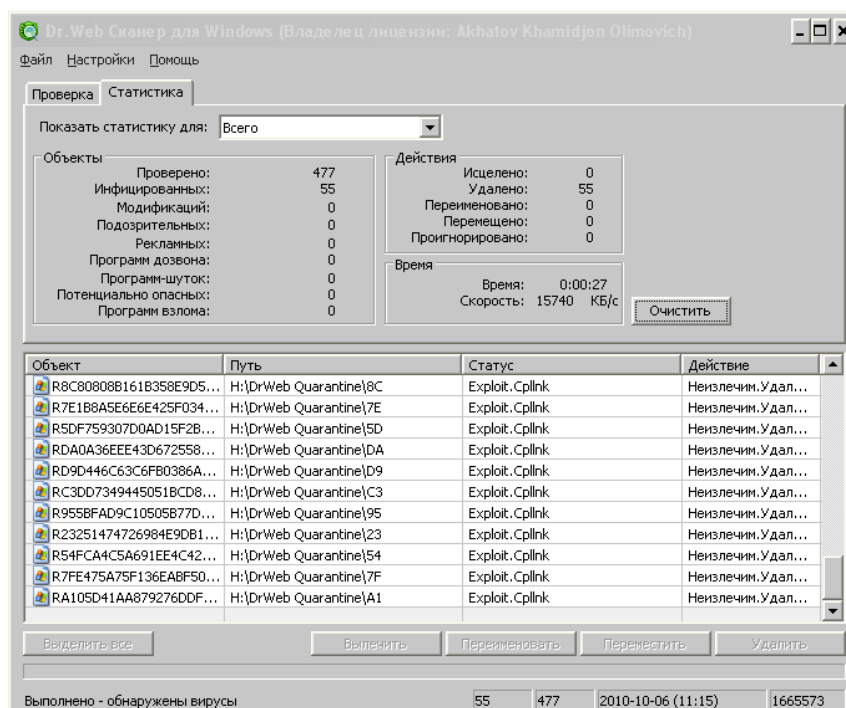 Dr.Web Сканер для Windows (Владелец лицензии: Akhatov Khamidjon Olimovich)
Файл Настройки Помощь
Проверка Статистика
Показать статистику для: Всего
Объекты
Проверено: 477
Инфицированных: 55
Модификаций: 0
Подозрительных: 0
Рекламных: 0
Программ дозвона: 0
Программ-шуток: 0
Потенциально опасных: 0
Программ взлома: 0
Действия
Исцелено: 0
Удалено: 55
Переименовано: 0
Перемещено: 0
Проигнорировано: 0
Время
Время: 0:00:27
Скорость: 15740 КБ/с
Очистить
Объект Путь Статус Действие
R8C80808B161B358E9D5... H:\DrWeb Quarantine\8C Exploit.Cpllnk Неизлечим.Удал...
R7E1B8A5E6E6E425F034... H:\DrWeb Quarantine\7E Exploit.Cpllnk Неизлечим.Удал...
R5DF759307D0AD15F2B... H:\DrWeb Quarantine\5D Exploit.Cpllnk Неизлечим.Удал...
RDA0A36EEE43D672558... H:\DrWeb Quarantine\DA Exploit.Cpllnk Неизлечим.Удал...
RD9D446C63C6FB0386A... H:\DrWeb Quarantine\D9 Exploit.Cpllnk Неизлечим.Удал...
RC3DD7349445051BCD8... H:\DrWeb Quarantine\C3 Exploit.Cpllnk Неизлечим.Удал...
R955BFAD9C10505B77D... H:\DrWeb Quarantine\95 Exploit.Cpllnk Неизлечим.Удал...
R23251474726984E9DB1... H:\DrWeb Quarantine\23 Exploit.Cpllnk Неизлечим.Удал...
R54FCA4C5A691EE4C42... H:\DrWeb Quarantine\54 Exploit.Cpllnk Неизлечим.Удал...
R7FE475A75F136EABF50... H:\DrWeb Quarantine\7F Exploit.Cpllnk Неизлечим.Удал...
RA105D41AA879276DDF... H:\DrWeb Quarantine\A1 Exploit.Cpllnk Неизлечим.Удал...
Выделить все Вылечить Переименовать Переместить Удалить
Выполнено - обнаружены вирусы 55 477 2010-10-06 (11:15) 1665573